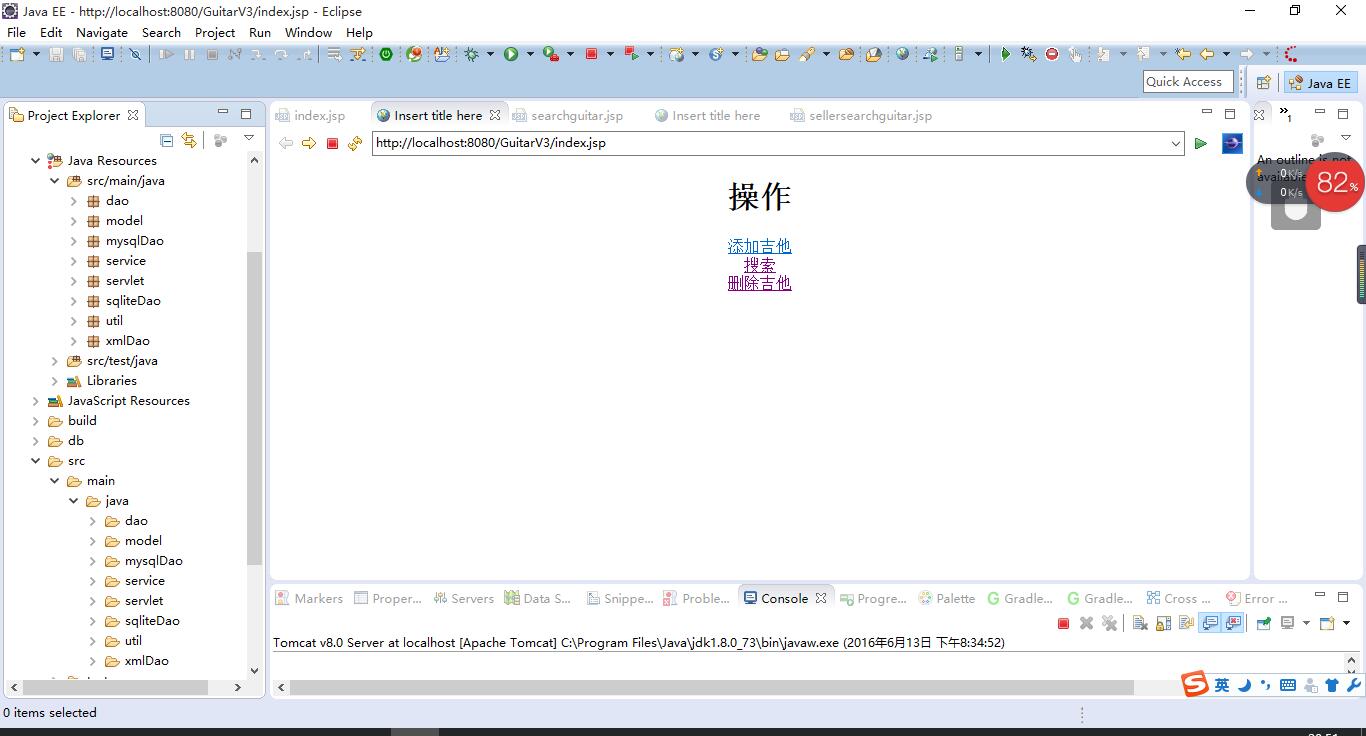 Java EE - http://localhost:8080/GuitarV3/index.jsp - Eclipse
File Edit Navigate Search Project Run Window Help
Quick Access
Java EE
Project Explorer
index.jsp
Insert title here
searchguitar.jsp
Insert title here
sellersearchguitar.jsp
1
http://localhost:8080/GuitarV3/index.jsp
An outline is not
0 K/s
0 K/s
82%
Java Resources
src/main/java
dao
model
mysqlDao
service
servlet
sqliteDao
util
xmlDao
src/test/java
Libraries
JavaScript Resources
build
db
src
main
java
dao
model
mysqlDao
service
servlet
sqliteDao
util
xmlDao
操作
添加吉他
搜索
删除吉他
Markers
Proper...
Servers
Data S...
Snippe...
Proble...
Console
Progre...
Palette
Gradle...
Gradle...
Cross ...
Error ...
Tomcat v8.0 Server at localhost [Apache Tomcat] C:\Program Files\Java\jdk1.8.0_73\bin\javaw.exe (2016年6月13日 下午8:34:52)
英
0 items selected